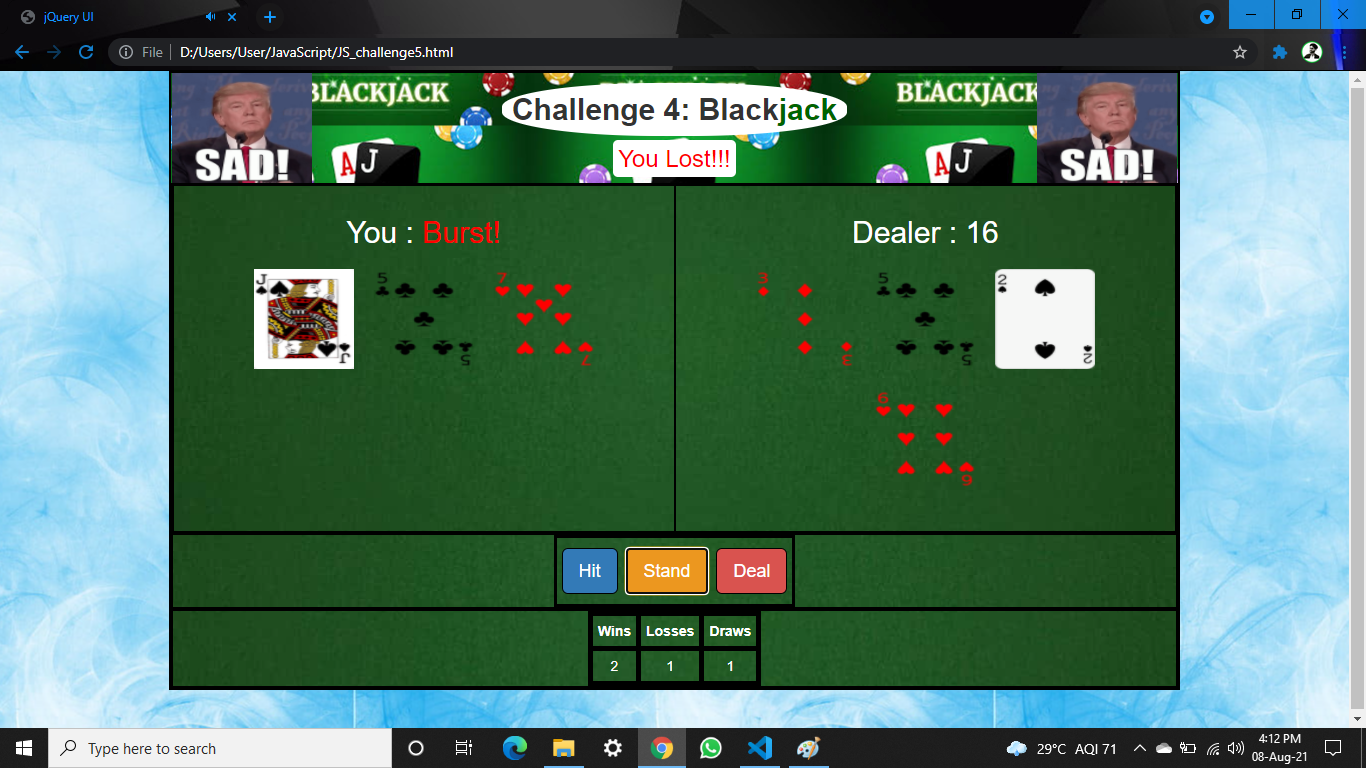 jQuery UI
File D:/Users/User/JavaScript/JS_challenge5.html
BLACKJACK
BLACKJACK
Challenge 4: Blackjack
You Lost!!!
SAD!
A J
A J
SAD!
You : Burst!
Dealer : 16
J
J
5
5
7
7
3
3
5
5
2
2
6
6
Hit Stand Deal
Wins Losses Draws
2 1 1
Type here to search
29°C AQI 71
4:12 PM
08-Aug-21